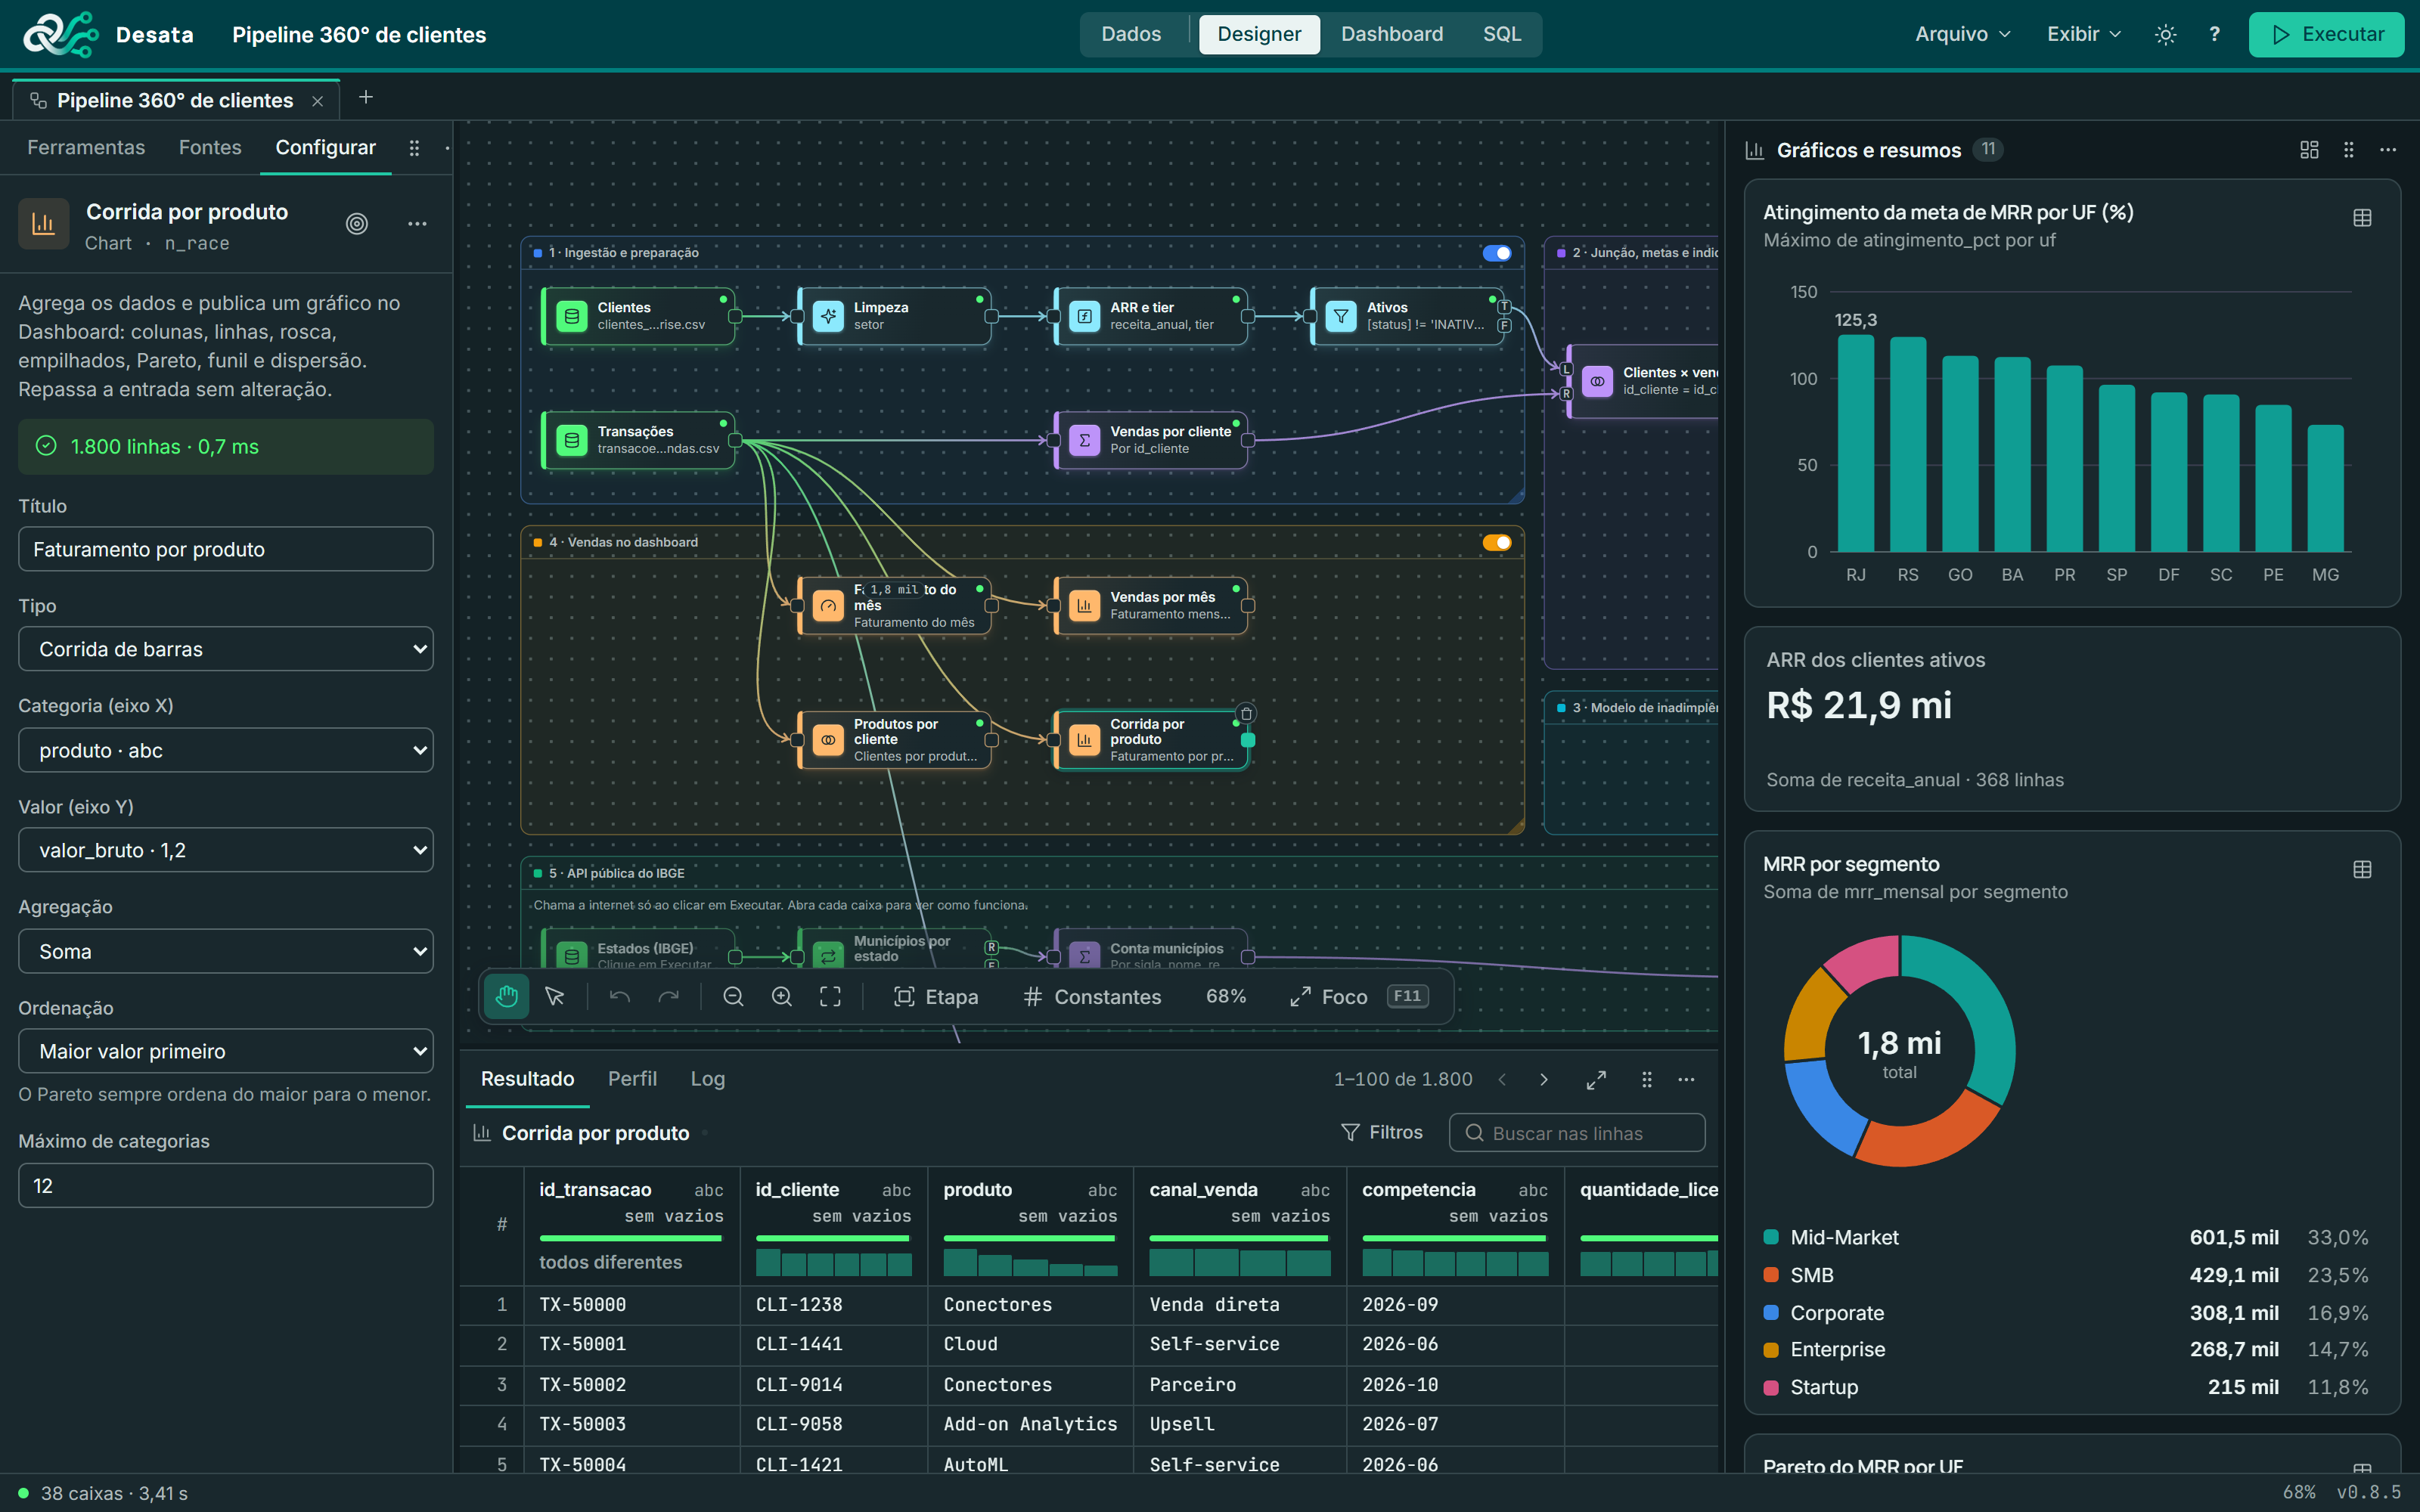 Desata
Pipeline 360° de clientes
Dados
Designer
Dashboard
SQL
Arquivo
Exibir
?
Executar
Pipeline 360° de clientes
Ferramentas
Fontes
Configurar
Corrida por produto
Chart · n_race
Agrega os dados e publica um gráfico no
Dashboard: colunas, linhas, rosca,
empilhados, Pareto, funil e dispersão.
Repassa a entrada sem alteração.
1.800 linhas · 0,7 ms
Título
Faturamento por produto
Tipo
Corrida de barras
Categoria (eixo X)
produto · abc
Valor (eixo Y)
valor_bruto · 1,2
Agregação
Soma
Ordenação
Maior valor primeiro
O Pareto sempre ordena do maior para o menor.
Máximo de categorias
12
1 · Ingestão e preparação
Clientes
clientes_...rise.csv
Limpeza
setor
ARR e tier
receita_anual, tier
Ativos
[status] != 'INATIV...
T
F
Transações
transacoe...ndas.csv
Vendas por cliente
Por id_cliente
2 · Junção, metas e indic
L
R
Clientes × ven
id_cliente = id_c
4 · Vendas no dashboard
1,8 mil
to do
mês
Faturamento do mês
Vendas por mês
Faturamento mens...
Produtos por
cliente
Clientes por produt...
Corrida por
produto
Faturamento por pr...
3 · Modelo de inadimplên
5 · API pública do IBGE
Chama a internet só ao clicar em Executar. Abra cada caixa para ver como funciona.
Estados (IBGE)
Clique em Executar
Municípios por
estado
R
Conta municípios
Por sigla, nome, re
Etapa
Constantes
68%
Foco
F11
Resultado
Perfil
Log
1–100 de 1.800
Corrida por produto
Filtros
Buscar nas linhas
#
id_transacao abc
sem vazios
todos diferentes
id_cliente abc
sem vazios
produto abc
sem vazios
canal_venda abc
sem vazios
competencia abc
sem vazios
quantidade_lice
1 TX-50000 CLI-1238 Conectores Venda direta 2026-09
2 TX-50001 CLI-1441 Cloud Self-service 2026-06
3 TX-50002 CLI-9014 Conectores Parceiro 2026-10
4 TX-50003 CLI-9058 Add-on Analytics Upsell 2026-07
5 TX-50004 CLI-1421 AutoML Self-service 2026-06
Gráficos e resumos 11
Atingimento da meta de MRR por UF (%)
Máximo de atingimento_pct por uf
150
125,3
100
50
0
RJ RS GO BA PR SP DF SC PE MG
ARR dos clientes ativos
R$ 21,9 mi
Soma de receita_anual · 368 linhas
MRR por segmento
Soma de mrr_mensal por segmento
1,8 mi
total
Mid-Market 601,5 mil 33,0%
SMB 429,1 mil 23,5%
Corporate 308,1 mil 16,9%
Enterprise 268,7 mil 14,7%
Startup 215 mil 11,8%
Pareto do MRR por UF
38 caixas · 3,41 s
68% v0.8.5